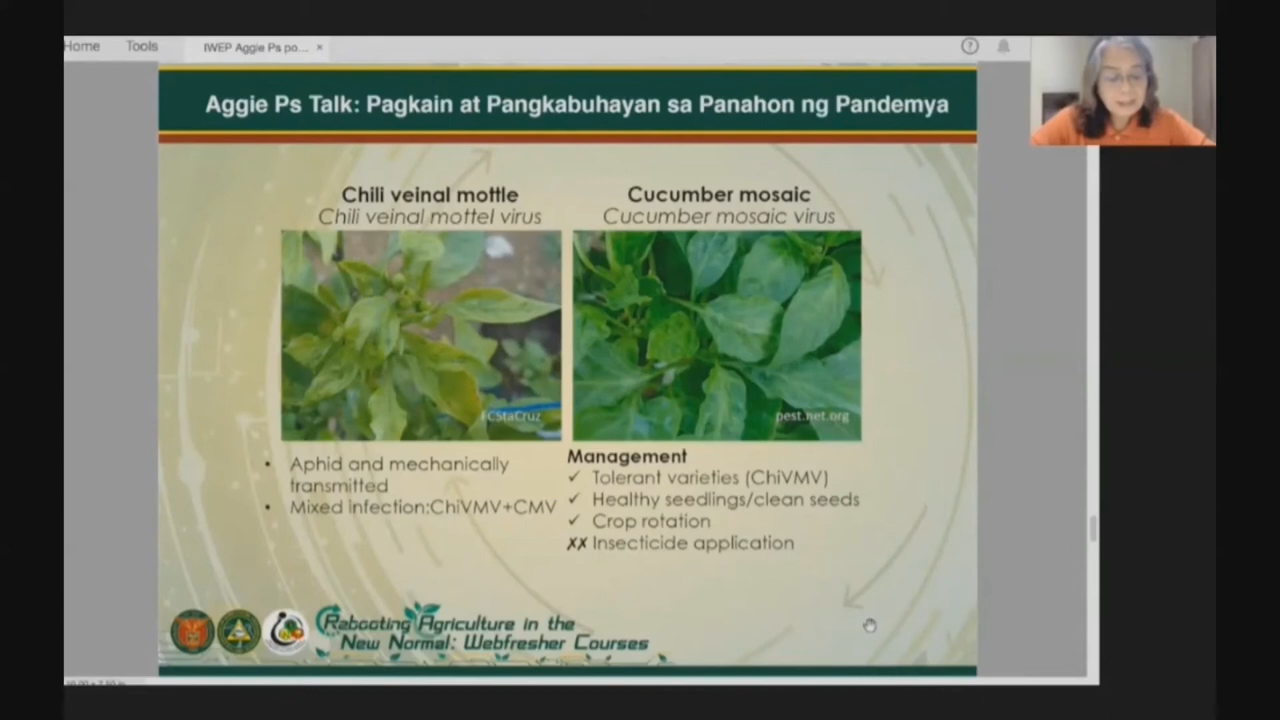 Home Tools IWEP Aggie Ps po... ×
Aggie Ps Talk: Pagkain at Pangkabuhayan sa Panahon ng Pandemya
Chili veinal mottle
Chili veinal mottel virus
FCStaCruz
• Aphid and mechanically
transmitted
• Mixed infection:ChiVMV+CMV
Cucumber mosaic
Cucumber mosaic virus
pest.net.org
Management
✓ Tolerant varieties (ChiVMV)
✓ Healthy seedlings/clean seeds
✓ Crop rotation
✗✗ Insecticide application
Rebooting Agriculture in the
New Normal: Webfresher Courses